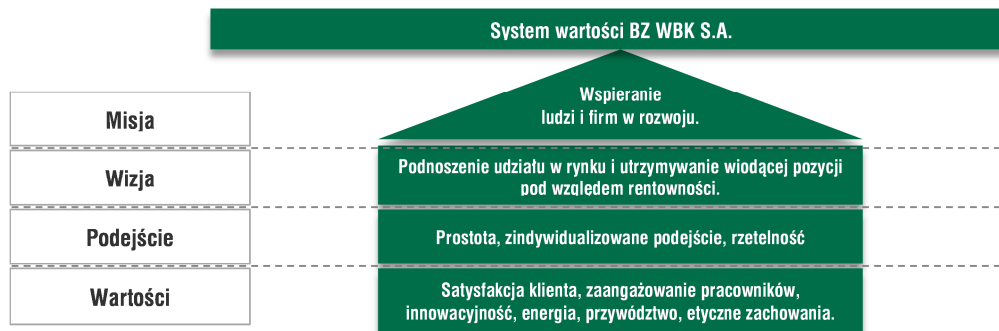 System wartości BZ WBK S.A.
Misja
Wspieranie
ludzi i firm w rozwoju.
Wizja
Podnoszenie udziału w rynku i utrzymywanie wiodącej pozycji
pod względem rentowności.
Podejście
Prostota, zindywidualizowane podejście, rzetelność
Wartości
Satysfakcja klienta, zaangażowanie pracowników,
innowacyjność, energia, przywództwo, etyczne zachowania.